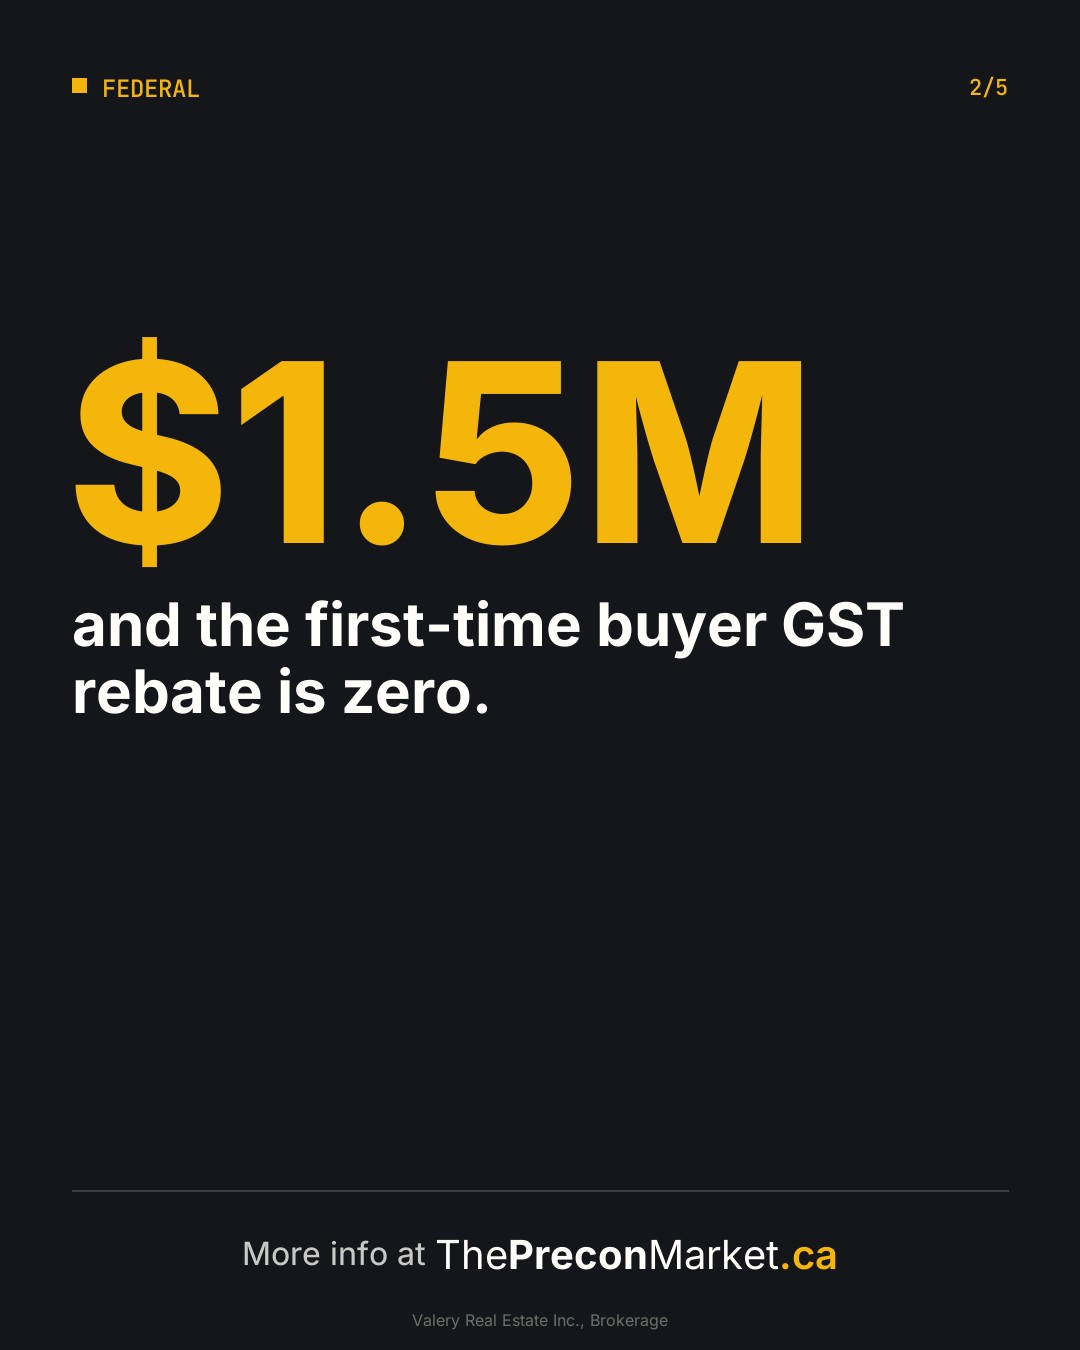 FEDERAL
2/5
$1.5M
and the first-time buyer GST
rebate is zero.
More info at ThePreconMarket.ca
Valery Real Estate Inc., Brokerage